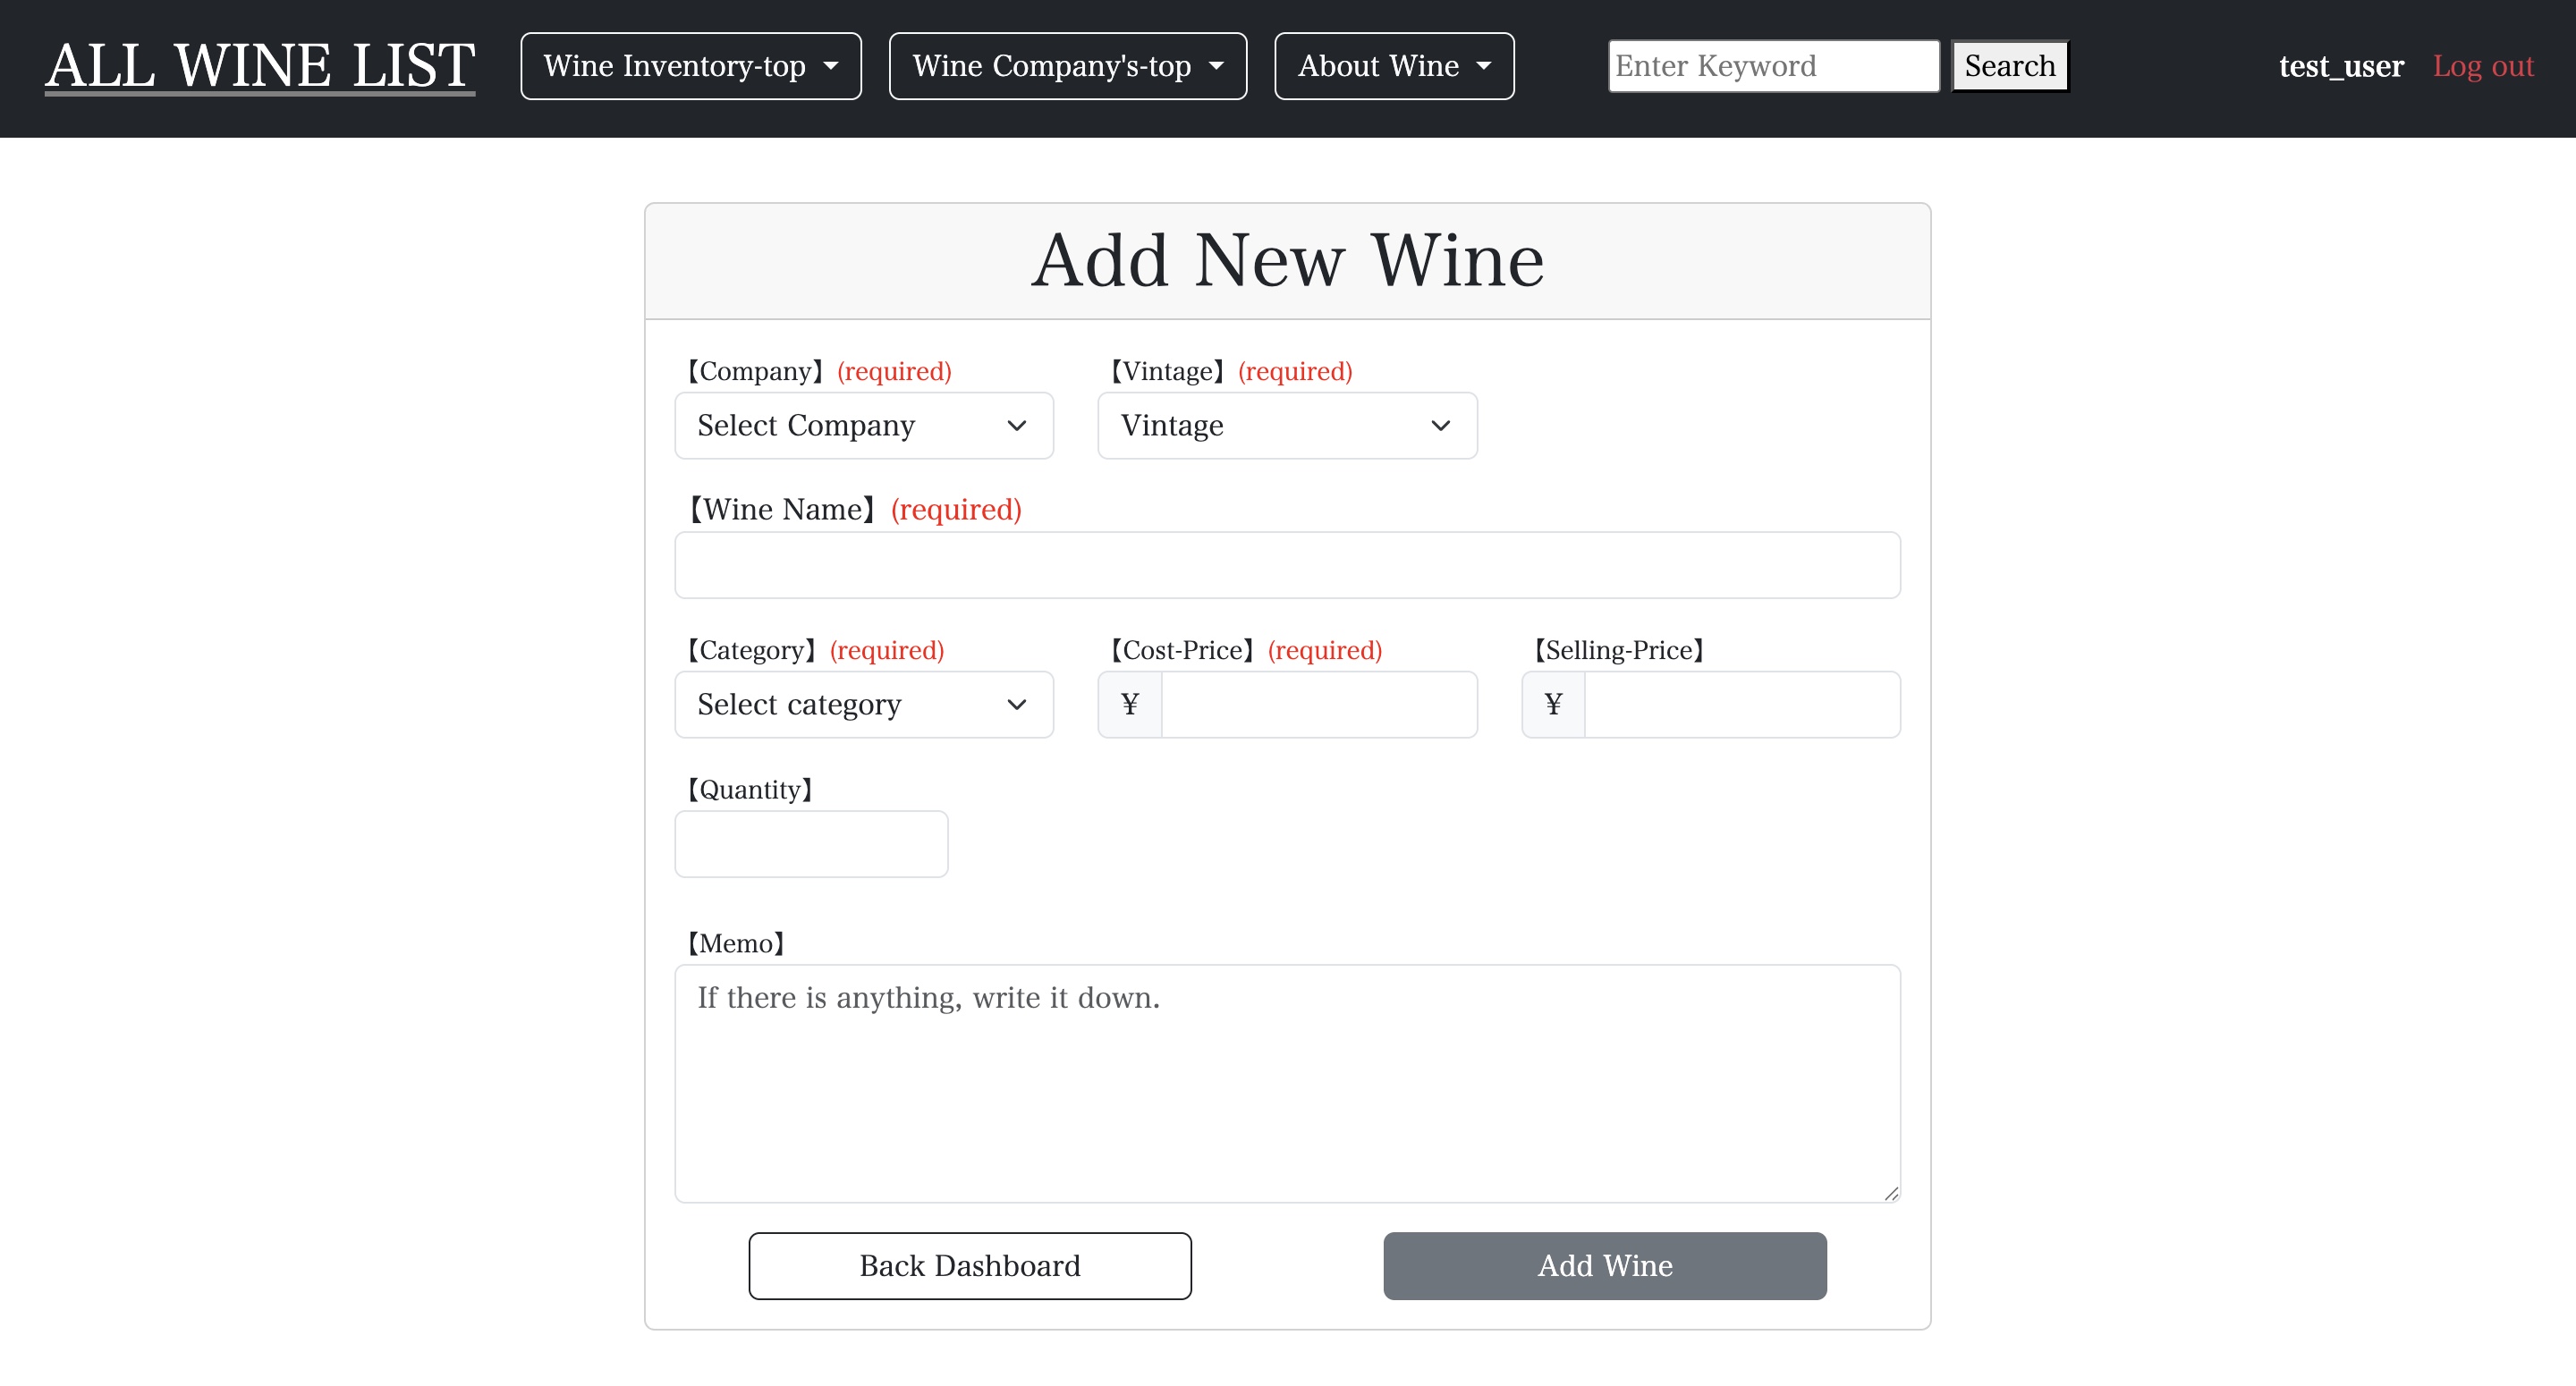 ALL WINE LIST Wine Inventory-top Wine Company's-top About Wine Enter Keyword Search test_user Log out
Add New Wine
【Company】(required) 【Vintage】(required)
Select Company Vintage
【Wine Name】(required)
【Category】(required) 【Cost-Price】(required) 【Selling-Price】
Select category ¥ ¥
【Quantity】
【Memo】
If there is anything, write it down.
Back Dashboard Add Wine